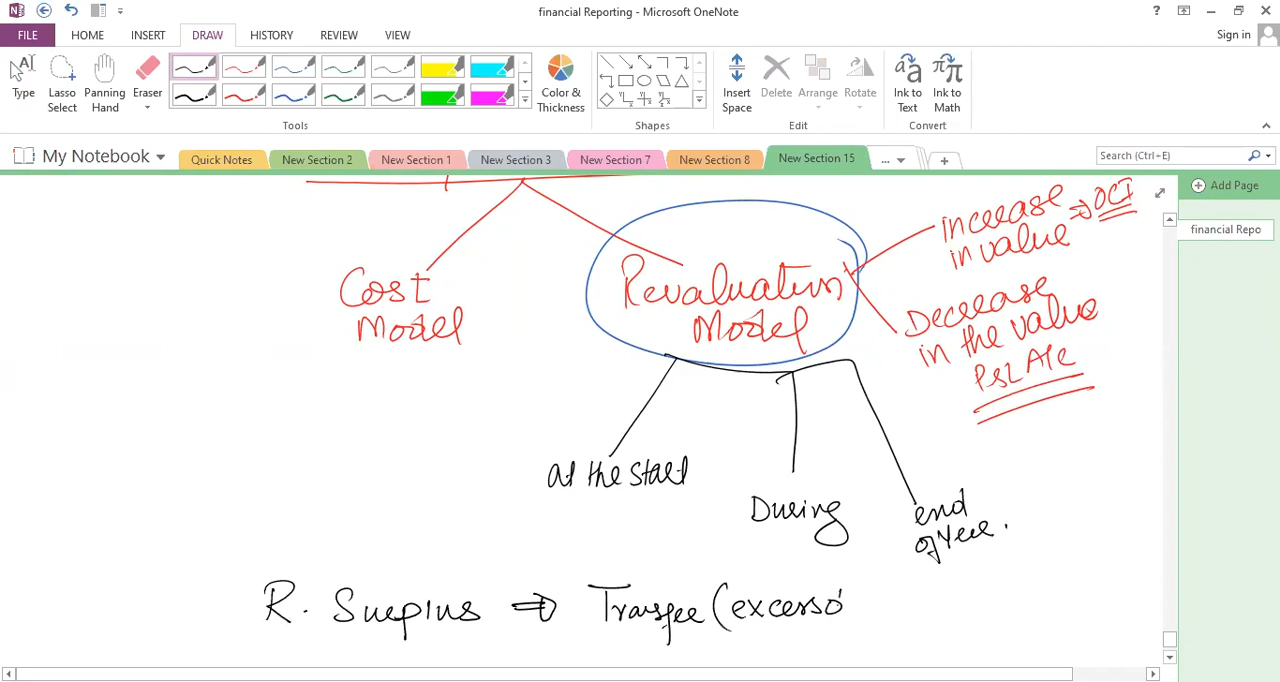 financial Reporting - Microsoft OneNote
?
FILE HOME INSERT DRAW HISTORY REVIEW VIEW
Sign in
Type
Lasso Select
Panning Hand
Eraser
Color & Thickness
Insert Space
Delete
Arrange
Rotate
Ink to Text
Ink to Math
Tools
Shapes
Edit
Convert
My Notebook
Quick Notes
New Section 2
New Section 1
New Section 3
New Section 7
New Section 8
New Section 15
...
Search (Ctrl+E)
Add Page
financial Repo
increase in value ⇒ OCI
Cost Model
Revaluation Model
Decrease in the value
P&L A/c
at the start
During
end of Year.
R. Surplus ⇒ Transfer (excess